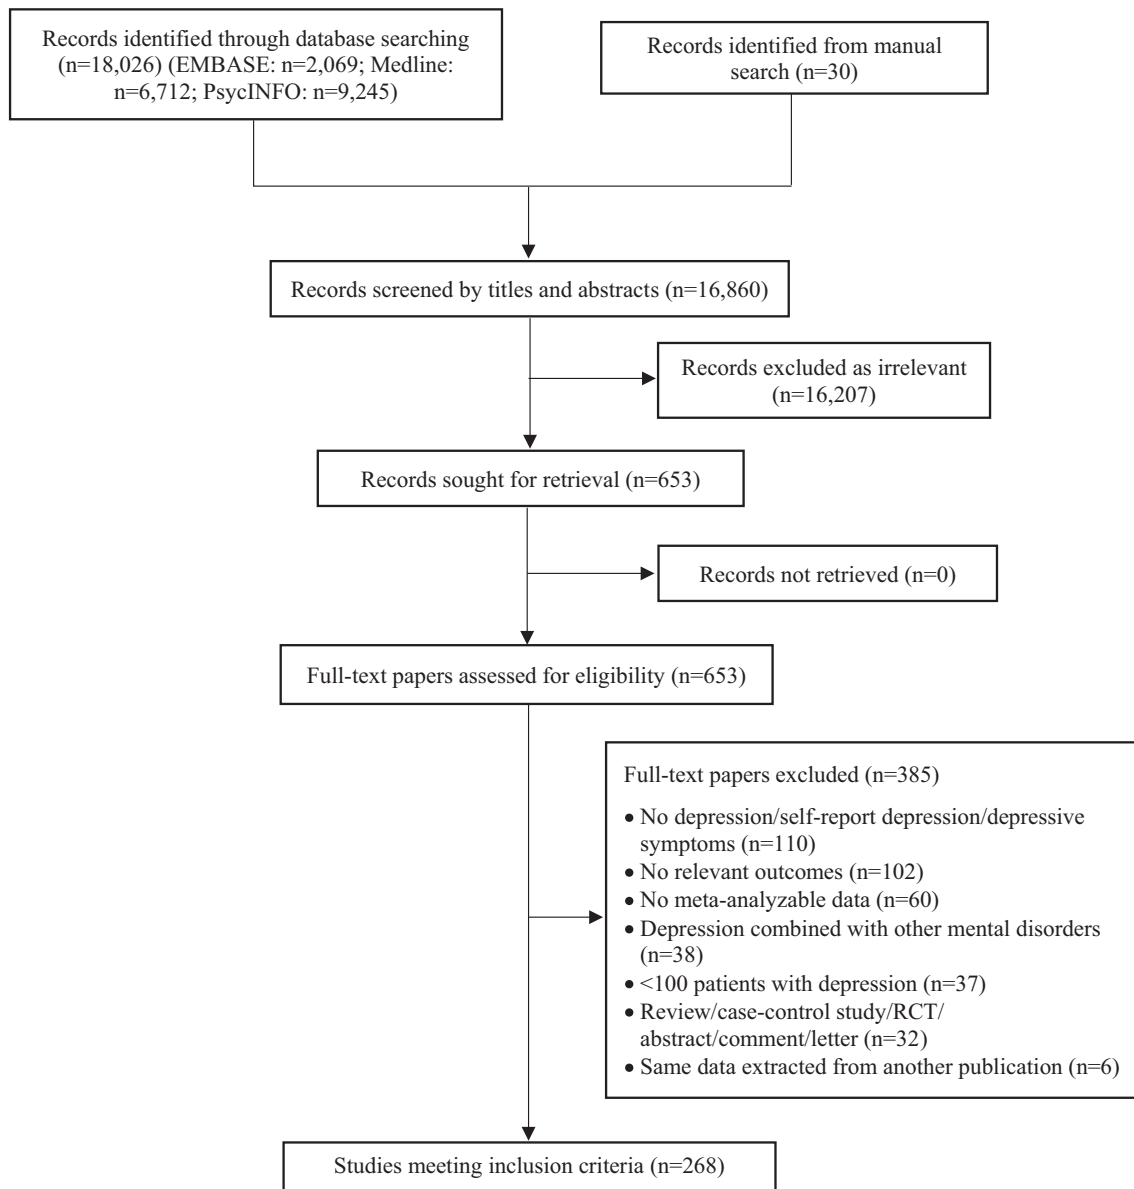 Records identified through database searching
(n=18,026) (EMBASE: n=2,069; Medline:
n=6,712; PsycINFO: n=9,245)
Records identified from manual
search (n=30)
Records screened by titles and abstracts (n=16,860)
Records excluded as irrelevant
(n=16,207)
Records sought for retrieval (n=653)
Records not retrieved (n=0)
Full-text papers assessed for eligibility (n=653)
Full-text papers excluded (n=385)
• No depression/self-report depression/depressive
symptoms (n=110)
• No relevant outcomes (n=102)
• No meta-analyzable data (n=60)
• Depression combined with other mental disorders
(n=38)
• <100 patients with depression (n=37)
• Review/case-control study/RCT/
abstract/comment/letter (n=32)
• Same data extracted from another publication (n=6)
Studies meeting inclusion criteria (n=268)